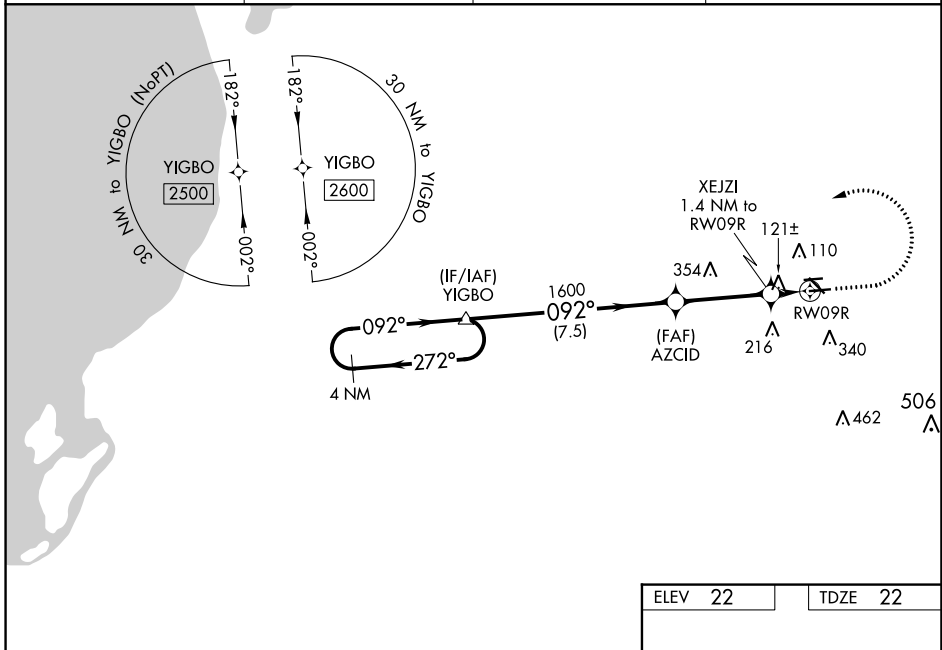 30 NM to YIGBO (NoPT)
182°
YIGBO
2500
002°
182°
YIGBO
2600
002°
30 NM to YIGBO
XEJZI
1.4 NM to
RW09R
121±
110
354
(IF/IAF)
YIGBO
1600
092°
(7.5)
092°
272°
4 NM
(FAF)
AZCID
RW09R
216
340
462
506
ELEV 22
TDZE 22